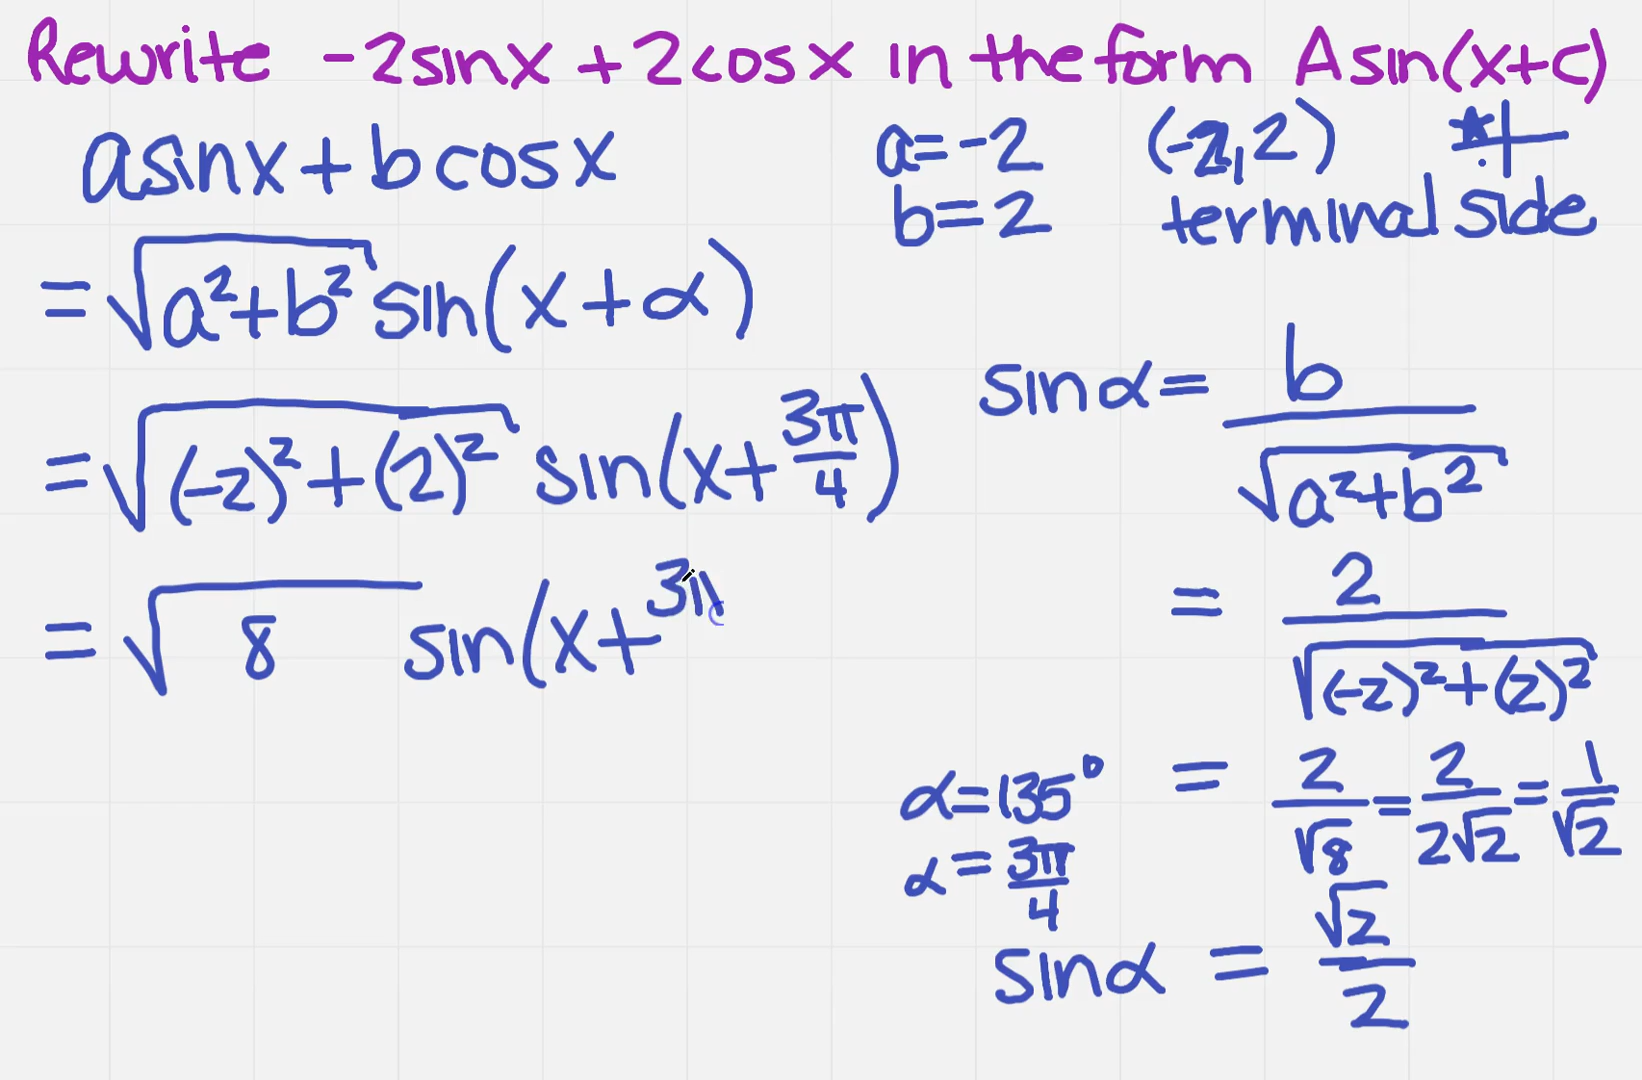 Rewrite -2sinx + 2cosx in the form A sin(x+c)
asinx + b cosx
a = -2 (-2,2)
b = 2 terminal side
= √(a²+b²) sin(x+α)
= √((-2)²+(2)²) sin(x+3π/4)
= √8 sin(x+3π
sinα = b/√(a²+b²)
= 2/√((-2)²+(2)²)
= 2/√8 = 2/2√2 = 1/√2
α = 135°
α = 3π/4
sinα = √2/2